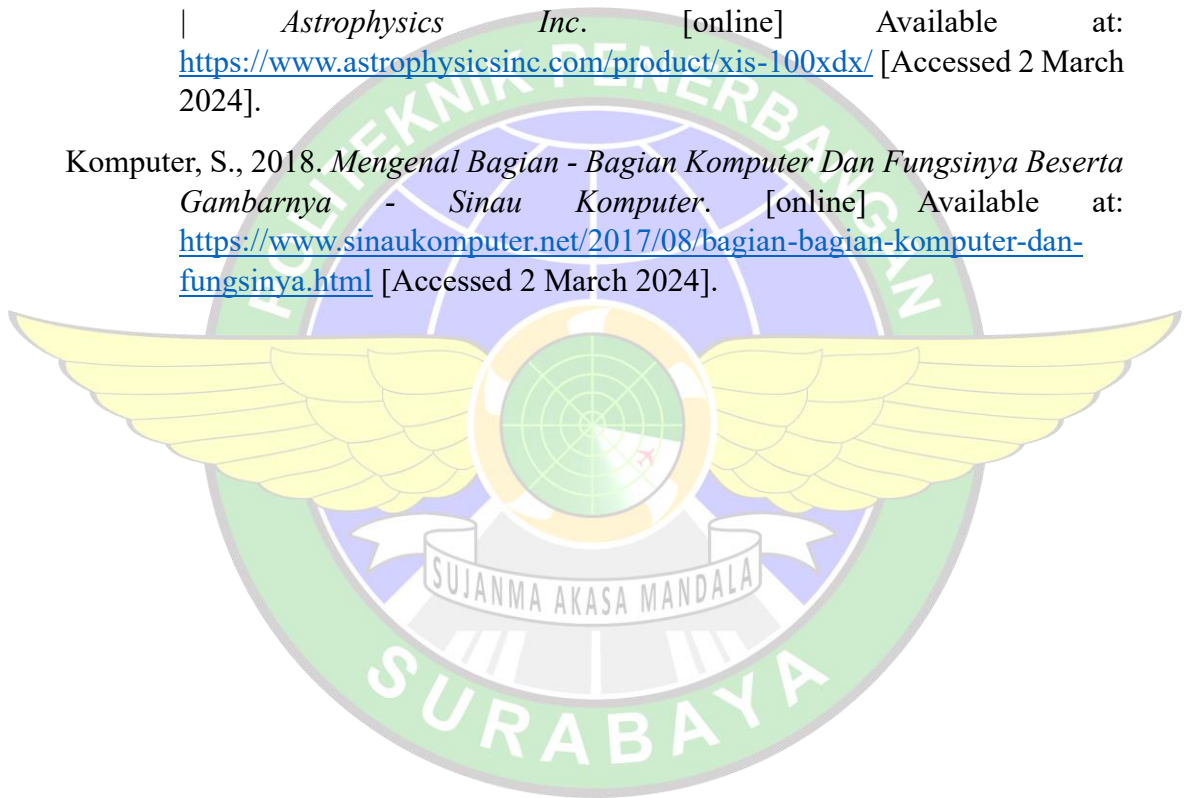 | Astrophysics Inc. [online] Available at:
https://www.astrophysicsinc.com/product/xis-100xdx/ [Accessed 2 March
2024].
Komputer, S., 2018. Mengenal Bagian - Bagian Komputer Dan Fungsinya Beserta
Gambarnya - Sinau Komputer. [online] Available at:
https://www.sinaukomputer.net/2017/08/bagian-bagian-komputer-dan-
fungsinya.html [Accessed 2 March 2024].
POLITEKNIK PENERBANGAN
SUJANMA AKASA MANDALA
SURABAYA